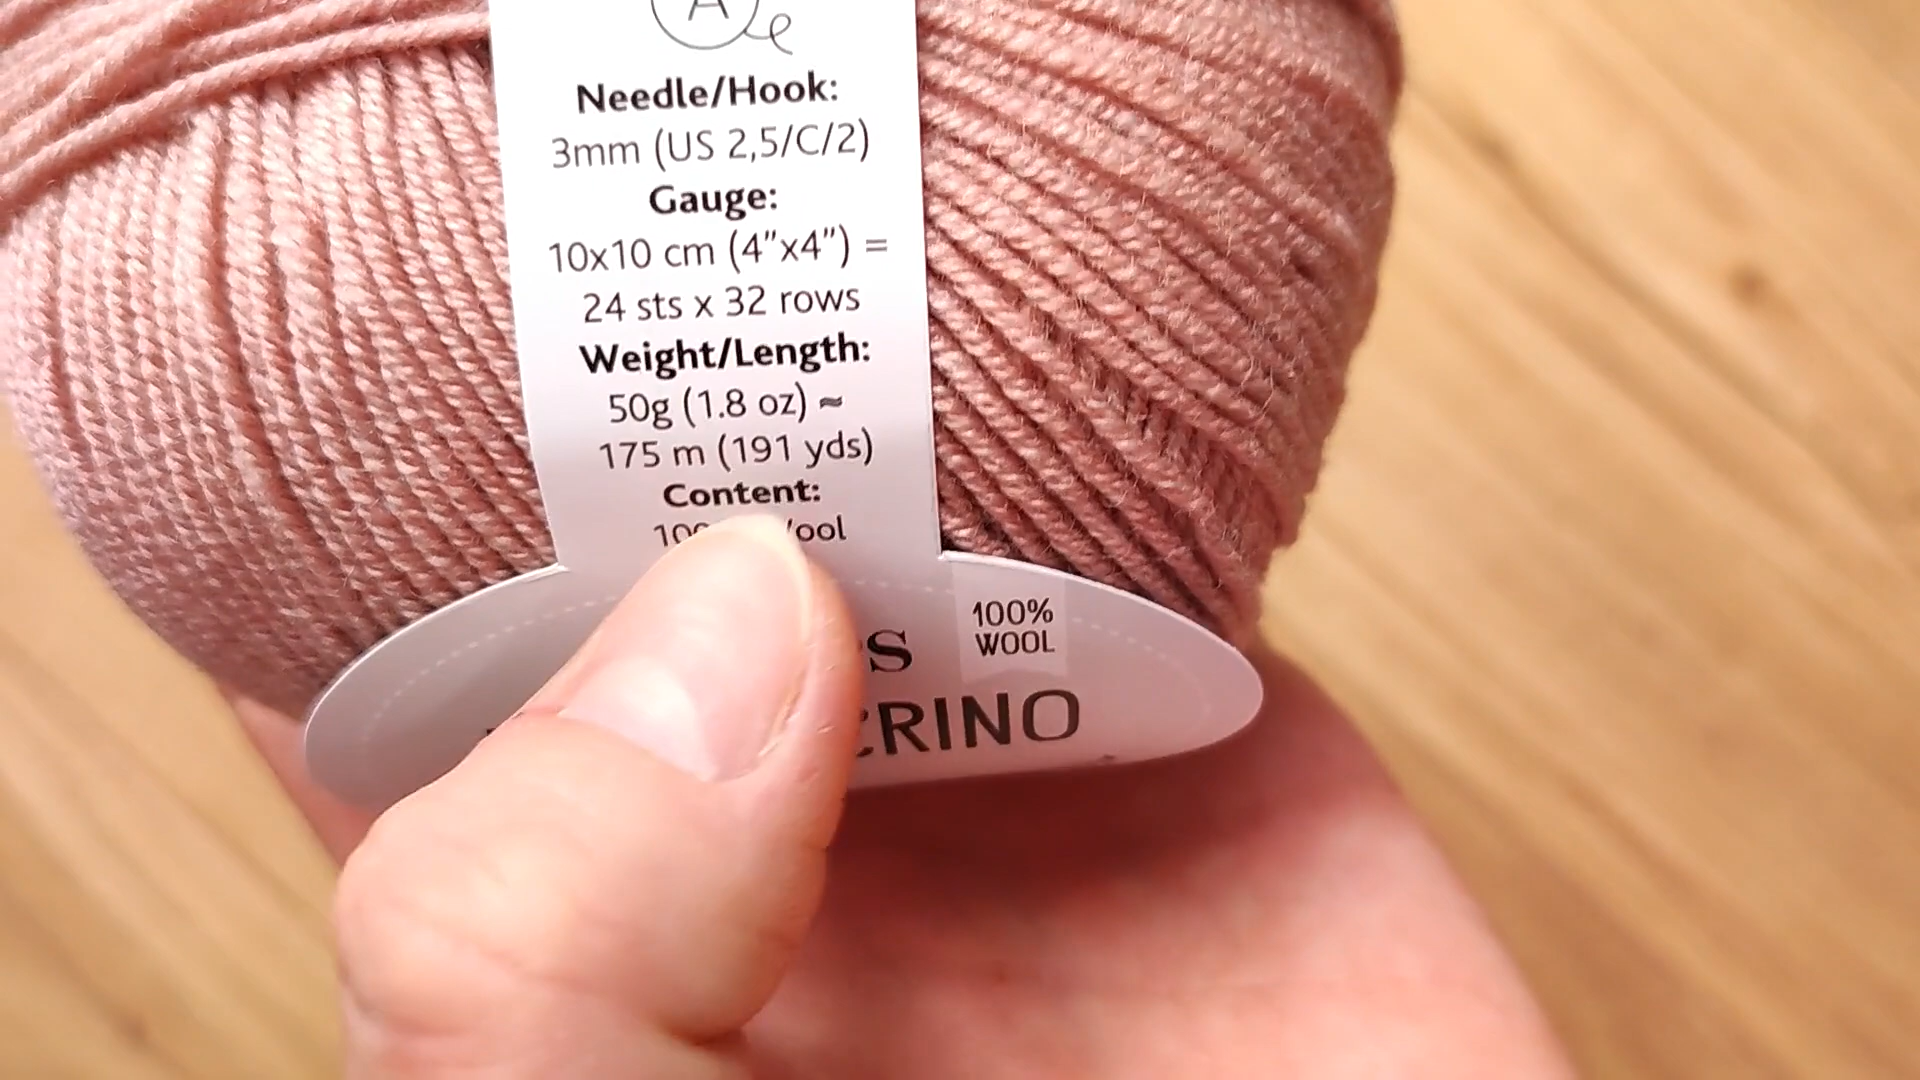 Needle/Hook:
3mm (US 2,5/C/2)
Gauge:
10x10 cm (4”x4”) =
24 sts x 32 rows
Weight/Length:
50g (1.8 oz) ≈
175 m (191 yds)
Content:
100% WOOL